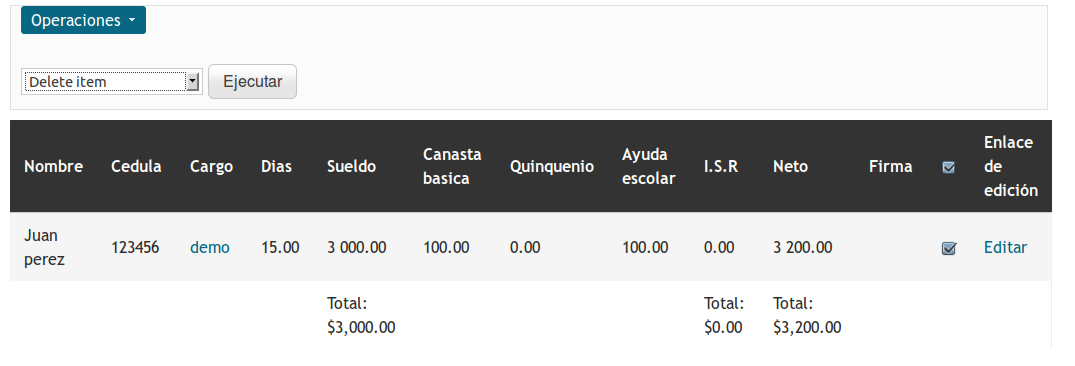 Operaciones
Delete item Ejecutar
Nombre Cedula Cargo Dias Sueldo Canasta basica Quinquenio Ayuda escolar I.S.R Neto Firma Enlace de edición
Juan perez 123456 demo 15.00 3 000.00 100.00 0.00 100.00 0.00 3 200.00 Editar
Total: $3,000.00 Total: $0.00 Total: $3,200.00